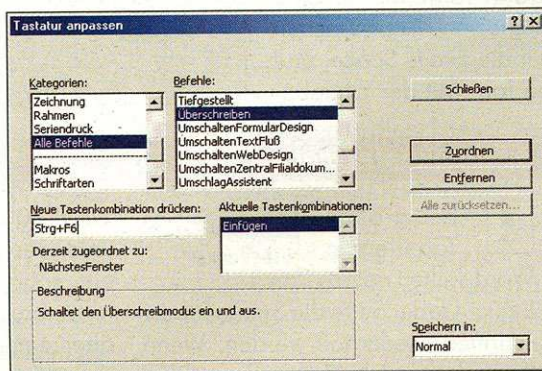 Tastatur anpassen
Kategorien:
Zeichnung
Rahmen
Seriendruck
Alle Befehle
Makros
Schriftarten
Befehle:
Tiefgestellt
Überschreiben
UmschaltenFormularDesign
UmschaltenTextFluß
UmschaltenWebDesign
UmschaltenZentralFilialdokum...
UmschlagAssistent
Schließen
Zuordnen
Entfernen
Alle zurücksetzen...
Neue Tastenkombination drücken:
Strg+F6
Aktuelle Tastenkombinationen:
Einfügen
Derzeit zugeordnet zu:
NächstesFenster
Beschreibung
Schaltet den Überschreibmodus ein und aus.
Speichern in:
Normal